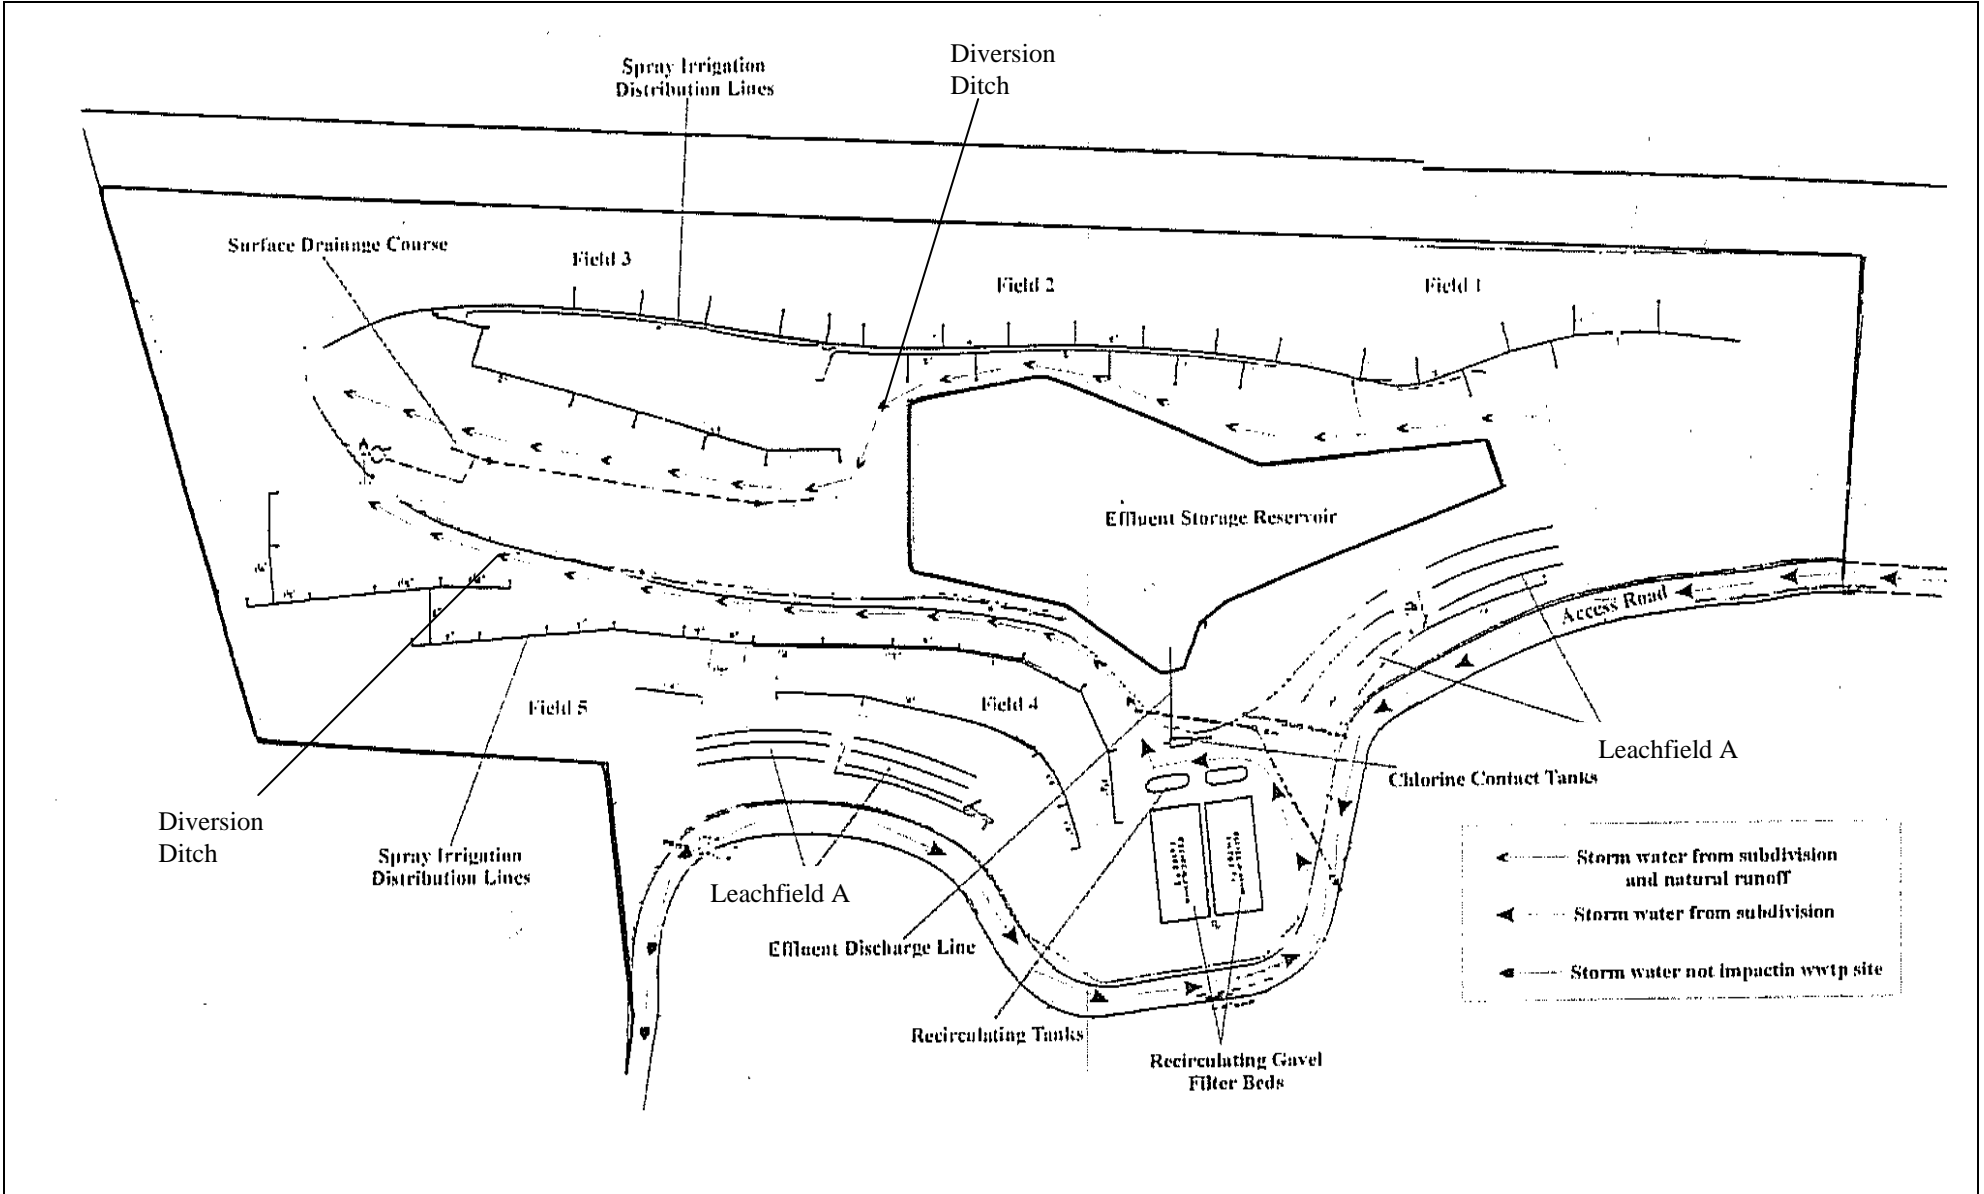 Diversion
Ditch
Spray Irrigation
Distribution Lines
Surface Drainage Course
Field 3
Field 2
Field 1
Effluent Storage Reservoir
Access Road
Field 5
Field 4
Leachfield A
Chlorine Contact Tanks
Diversion
Ditch
Spray Irrigation
Distribution Lines
Leachfield A
Effluent Discharge Line
Recirculating Tanks
Recirculating Gavel
Filter Beds
Storm water from subdivision
and natural runoff
Storm water from subdivision
Storm water not impactin wwtp site